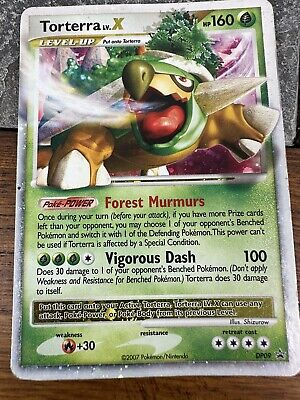 Torterra LV.X HP160
LEVEL-UP Put onto Torterra
Poké-POWER Forest Murmurs
Once during your turn (before your attack), if you have more Prize cards
left than your opponent, you may choose 1 of your opponent's Benched
Pokémon and switch it with 1 of the Defending Pokémon. This power can't
be used if Torterra is affected by a Special Condition.
Vigorous Dash 100
Does 30 damage to 1 of your opponent's Benched Pokémon. (Don't apply
Weakness and Resistance for Benched Pokémon.) Torterra does 30 damage
to itself.
Put this card onto your Active Torterra. Torterra LV. X can use any
attack, Poké-Power, or Poké-Body from its previous Level.
Illus. Shizurow
weakness resistance retreat cost
+30
©2007 Pokémon/Nintendo DP09